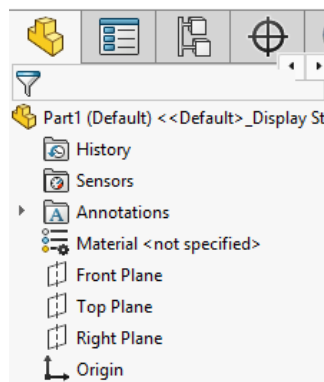 Part1 (Default) <<Default>_Display St
History
Sensors
A Annotations
Material <not specified>
Front Plane
Top Plane
Right Plane
Origin